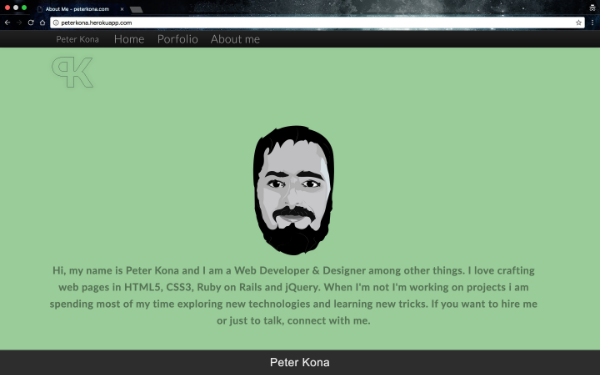 About Me - peterkona.com
peterkona.herokuapp.com
Peter Kona Home Porfolio About me
PK
Hi, my name is Peter Kona and I am a Web Developer & Designer among other things. I love crafting
web pages in HTML5, CSS3, Ruby on Rails and jQuery. When I'm not I'm working on projects i am
spending most of my time exploring new technologies and learning new tricks. If you want to hire me
or just to talk, connect with me.
Peter Kona